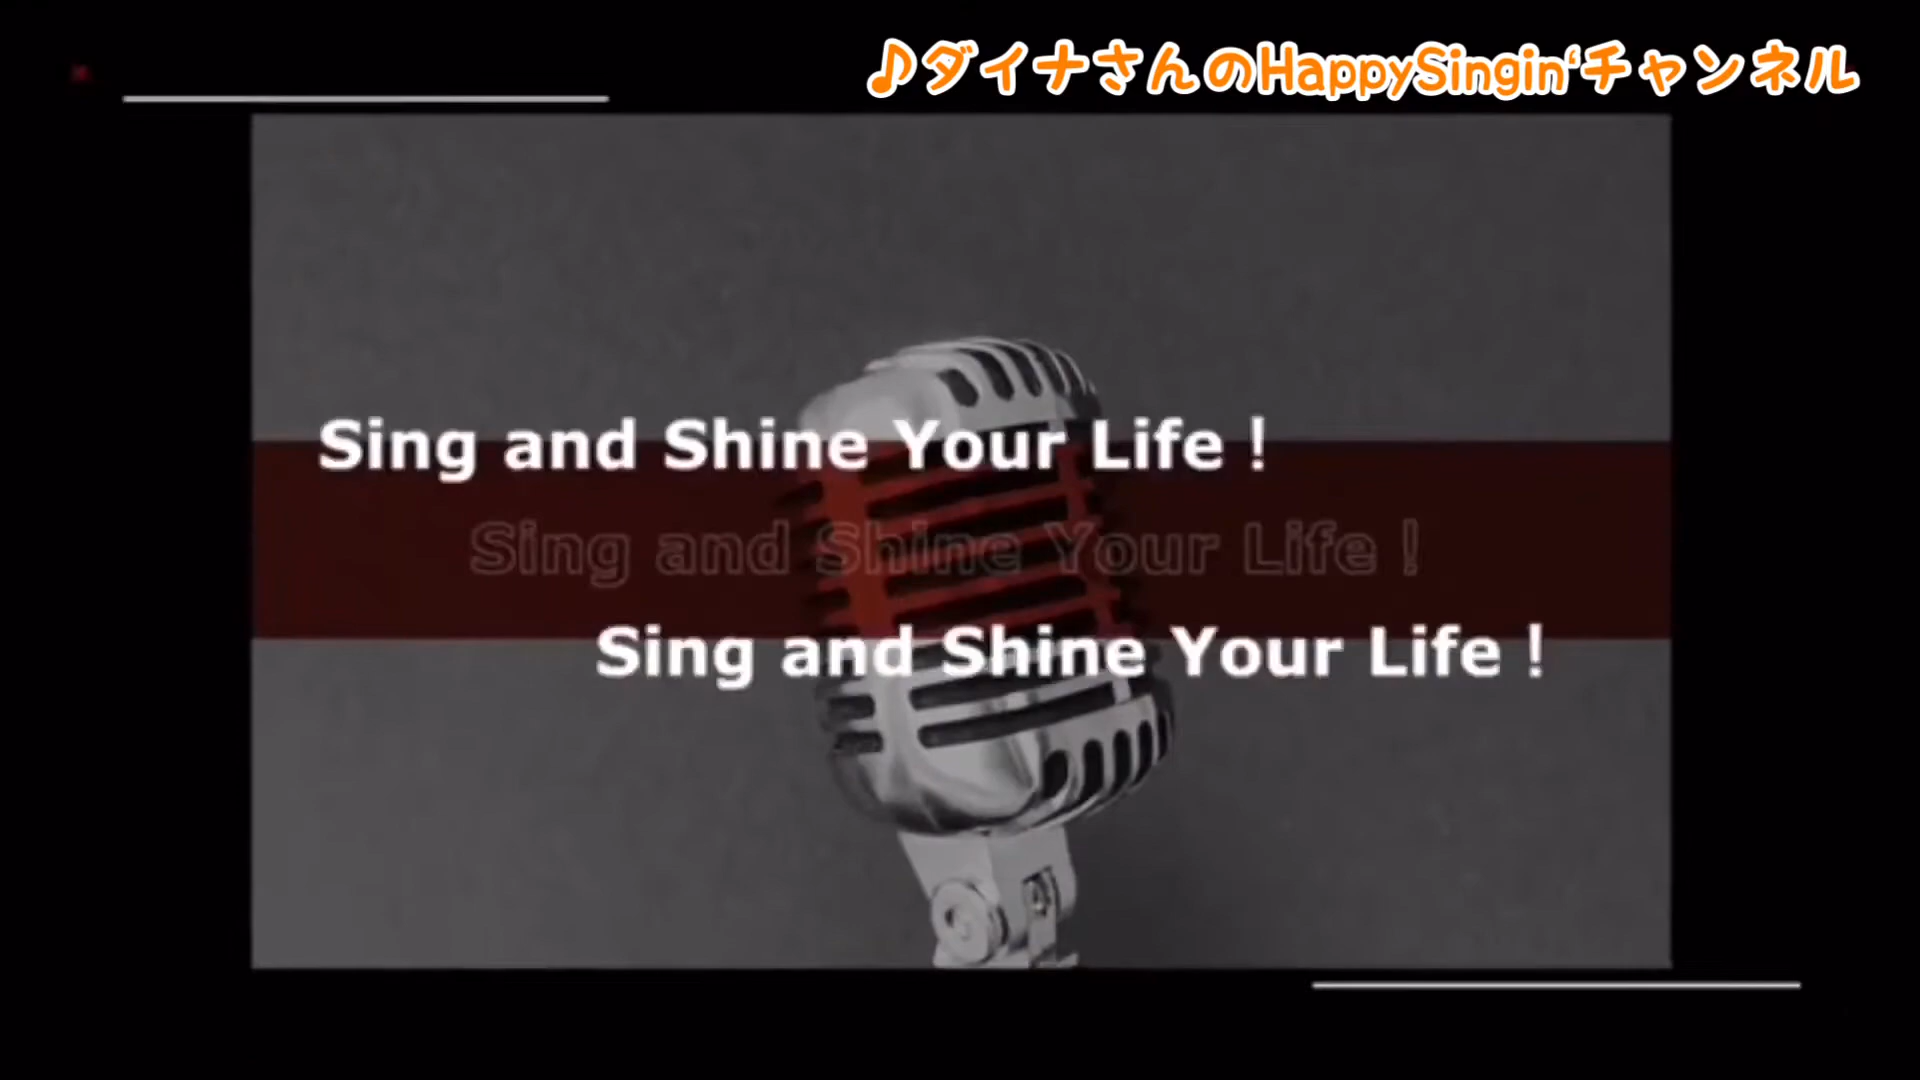 ♪ダイナさんのHappySingin‘チャンネル
Sing and Shine Your Life！
Sing and Shine Your Life！
Sing and Shine Your Life！